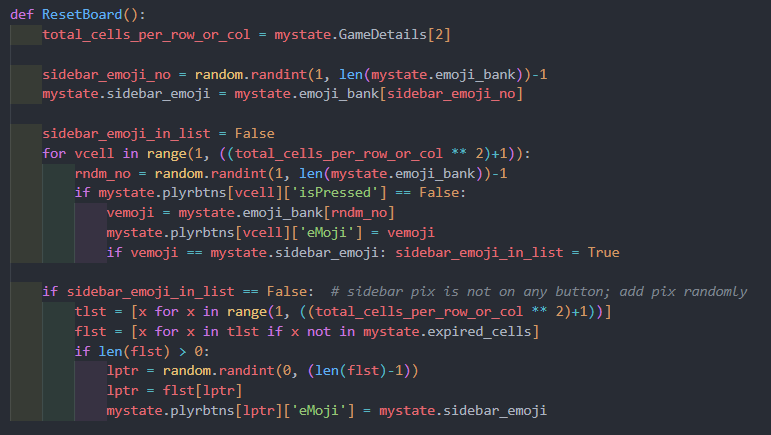 def ResetBoard():
    total_cells_per_row_or_col = mystate.GameDetails[2]

    sidebar_emoji_no = random.randint(1, len(mystate.emoji_bank))-1
    mystate.sidebar_emoji = mystate.emoji_bank[sidebar_emoji_no]

    sidebar_emoji_in_list = False
    for vcell in range(1, ((total_cells_per_row_or_col ** 2)+1)):
        rndm_no = random.randint(1, len(mystate.emoji_bank))-1
        if mystate.plyrbtns[vcell]['isPressed'] == False:
            vemoji = mystate.emoji_bank[rndm_no]
            mystate.plyrbtns[vcell]['eMoji'] = vemoji
            if vemoji == mystate.sidebar_emoji: sidebar_emoji_in_list = True

    if sidebar_emoji_in_list == False:  # sidebar pix is not on any button; add pix randomly
        tlst = [x for x in range(1, ((total_cells_per_row_or_col ** 2)+1))]
        flst = [x for x in tlst if x not in mystate.expired_cells]
        if len(flst) > 0:
            lptr = random.randint(0, (len(flst)-1))
            lptr = flst[lptr]
            mystate.plyrbtns[lptr]['eMoji'] = mystate.sidebar_emoji